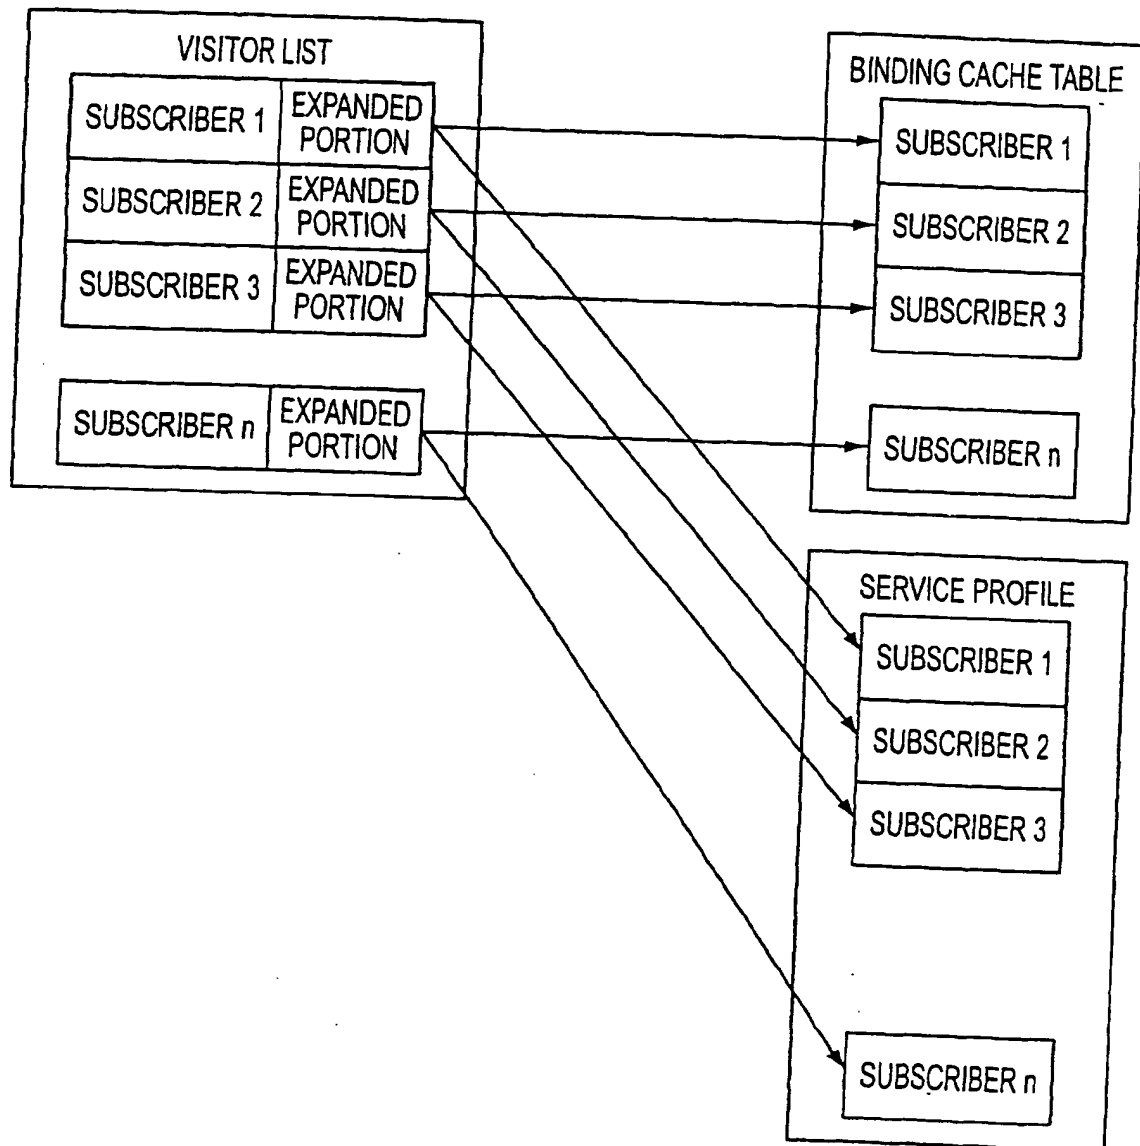 VISITOR LIST
SUBSCRIBER 1
EXPANDED
PORTION
SUBSCRIBER 2
EXPANDED
PORTION
SUBSCRIBER 3
EXPANDED
PORTION
SUBSCRIBER n
EXPANDED
PORTION
BINDING CACHE TABLE
SUBSCRIBER 1
SUBSCRIBER 2
SUBSCRIBER 3
SUBSCRIBER n
SERVICE PROFILE
SUBSCRIBER 1
SUBSCRIBER 2
SUBSCRIBER 3
SUBSCRIBER n